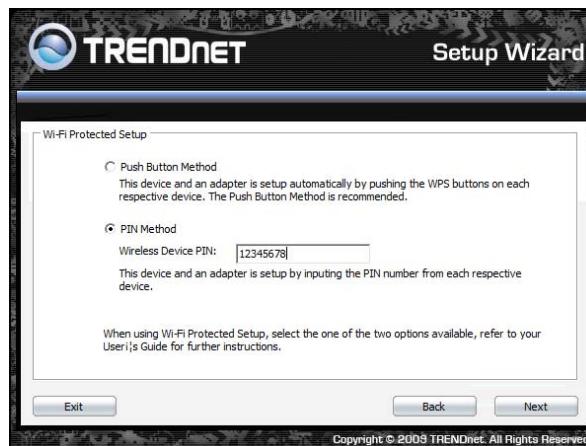 TRENDNET
Setup Wizard
Wi-Fi Protected Setup
Push Button Method
This device and an adapter is setup automatically by pushing the WPS buttons on each
respective device. The Push Button Method is recommended.
PIN Method
Wireless Device PIN: 12345678
This device and an adapter is setup by inputing the PIN number from each respective
device.
When using Wi-Fi Protected Setup, select the one of the two options available, refer to your
Useri¦s Guide for further instructions.
Exit Back Next
Copyright © 2009 TRENDnet. All Rights Reserve